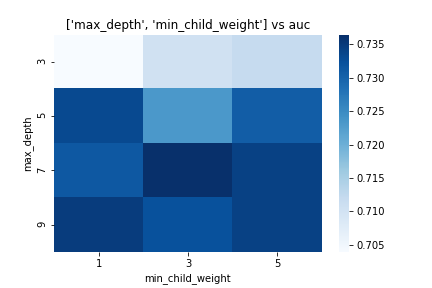 ['max_depth', 'min_child_weight'] vs auc
max_depth
3
5
7
9
1 3 5
min_child_weight
0.735
0.730
0.725
0.720
0.715
0.710
0.705